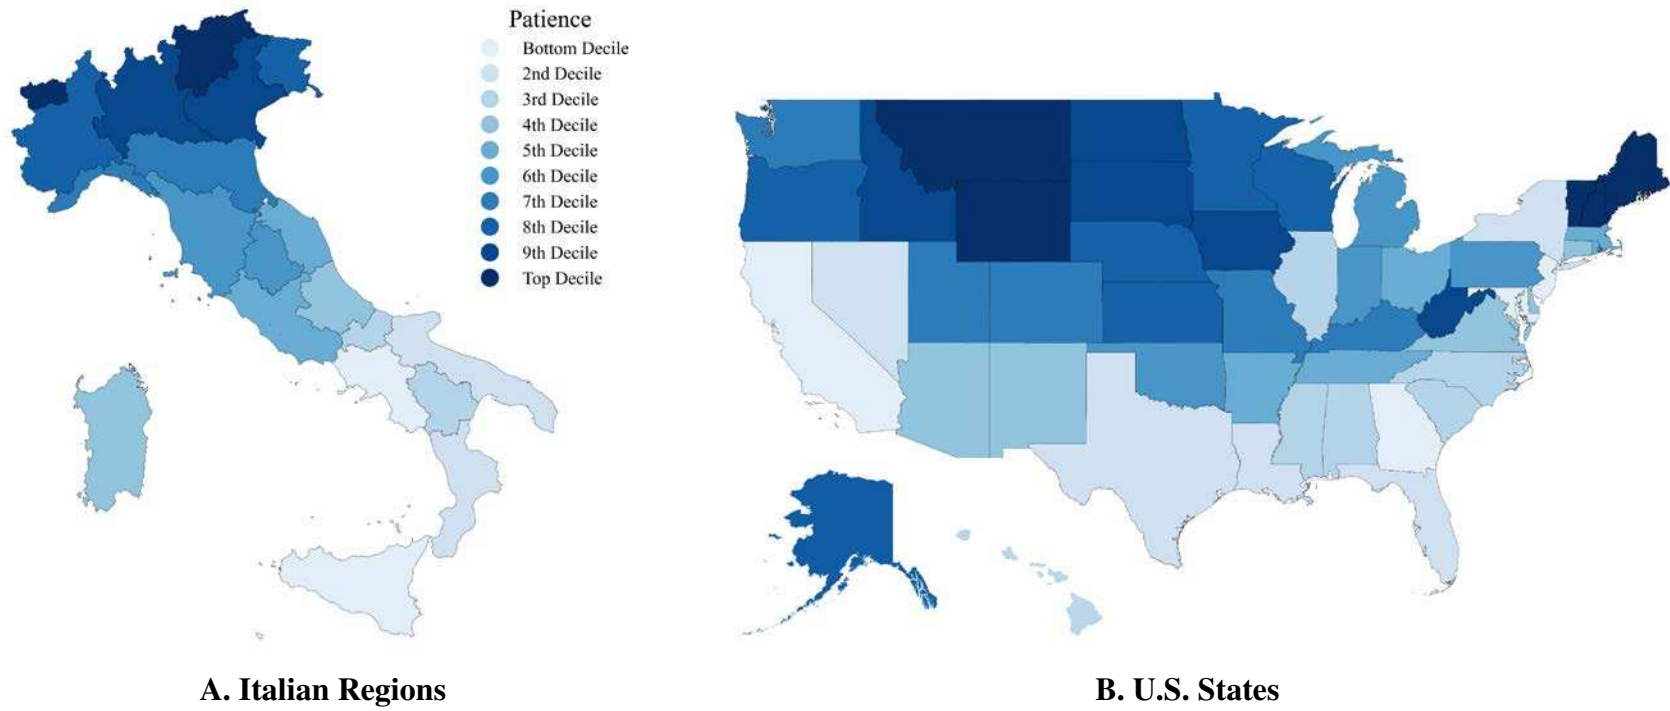 Patience
Bottom Decile
2nd Decile
3rd Decile
4th Decile
5th Decile
6th Decile
7th Decile
8th Decile
9th Decile
Top Decile
A. Italian Regions
B. U.S. States